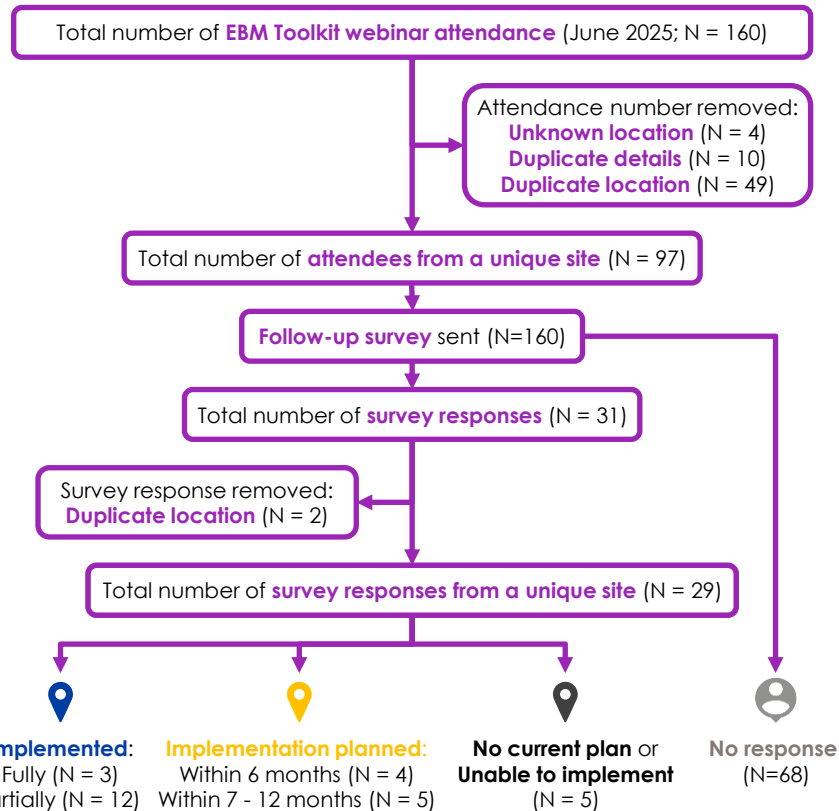 Total number of EBM Toolkit webinar attendance (June 2025; N = 160)
Attendance number removed:
Unknown location (N = 4)
Duplicate details (N = 10)
Duplicate location (N = 49)
Total number of attendees from a unique site (N = 97)
Follow-up survey sent (N=160)
Total number of survey responses (N = 31)
Survey response removed:
Duplicate location (N = 2)
Total number of survey responses from a unique site (N = 29)
mplemented:
Fully (N = 3)
artially (N = 12)
Implementation planned:
Within 6 months (N = 4)
Within 7 - 12 months (N = 5)
No current plan or
Unable to implement
(N = 5)
No response
(N=68)